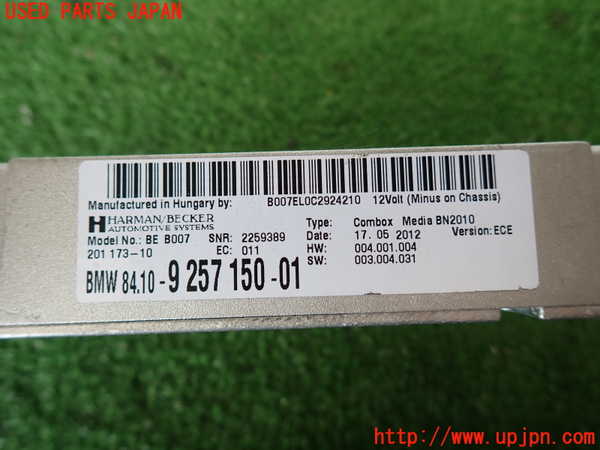 USED PARTS JAPAN
Manufactured in Hungary by: B007EL0C2924210 12Volt (Minus on Chassis)
HARMAN/BECKER
AUTOMOTIVE SYSTEMS
Type: Combox Media BN2010
Model No.: BE B007 SNR: 2259389 Date: 17. 05 2012 Version: ECE
201 173-10 EC: 011 HW: 004.001.004
SW: 003.004.031
BMW 84.10 - 9 257 150 - 01
http://www.upjpn.com/